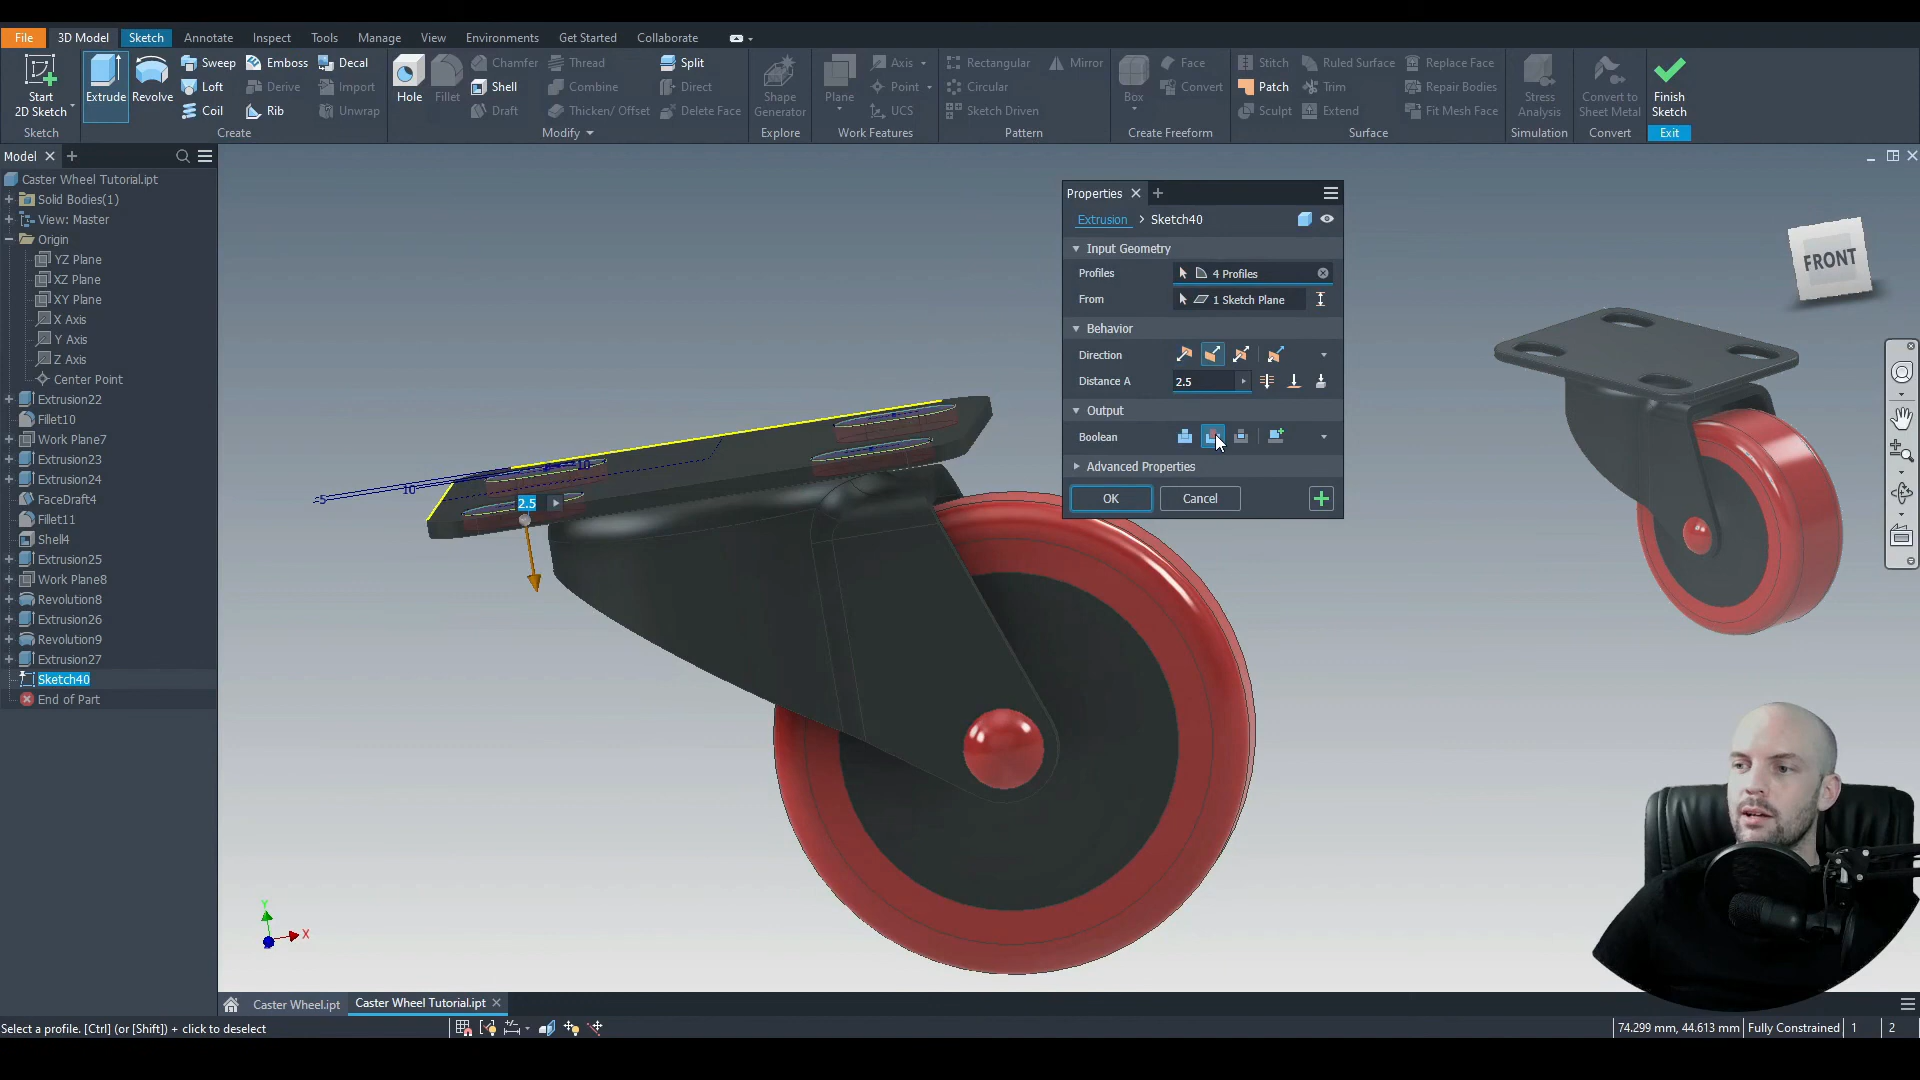 File 3D Model Sketch Annotate Inspect Tools Manage View Environments Get Started Collaborate
Start
2D Sketch
Extrude
Revolve
Sweep
Emboss
Decal
Loft
Derive
Import
Coil
Rib
Unwrap
Hole
Fillet
Chamfer
Thread
Split
Shell
Combine
Direct
Draft
Thicken/ Offset
Delete Face
Shape
Generator
Plane
Axis
Point
UCS
Rectangular
Mirror
Circular
Sketch Driven
Box
Face
Convert
Stitch
Ruled Surface
Replace Face
Patch
Trim
Repair Bodies
Sculpt
Extend
Fit Mesh Face
Stress
Analysis
Convert to
Sheet Metal
Finish
Sketch
Sketch Create Modify Explore Work Features Pattern Create Freeform Surface Simulation Convert Exit
Model
Caster Wheel Tutorial.ipt
Solid Bodies(1)
View: Master
Origin
YZ Plane
XZ Plane
XY Plane
X Axis
Y Axis
Z Axis
Center Point
Extrusion22
Fillet10
Work Plane7
Extrusion23
Extrusion24
FaceDraft4
Fillet11
Shell4
Extrusion25
Work Plane8
Revolution8
Extrusion26
Revolution9
Extrusion27
Sketch40
End of Part
Properties
Extrusion > Sketch40
Input Geometry
Profiles 4 Profiles
From 1 Sketch Plane
Behavior
Direction
Distance A 2.5
Output
Boolean
Advanced Properties
OK Cancel
FRONT
10
10
5
2.5
Y
X
Caster Wheel.ipt Caster Wheel Tutorial.ipt
Select a profile. [Ctrl] (or [Shift]) + click to deselect
74.299 mm, 44.613 mm Fully Constrained 1 2